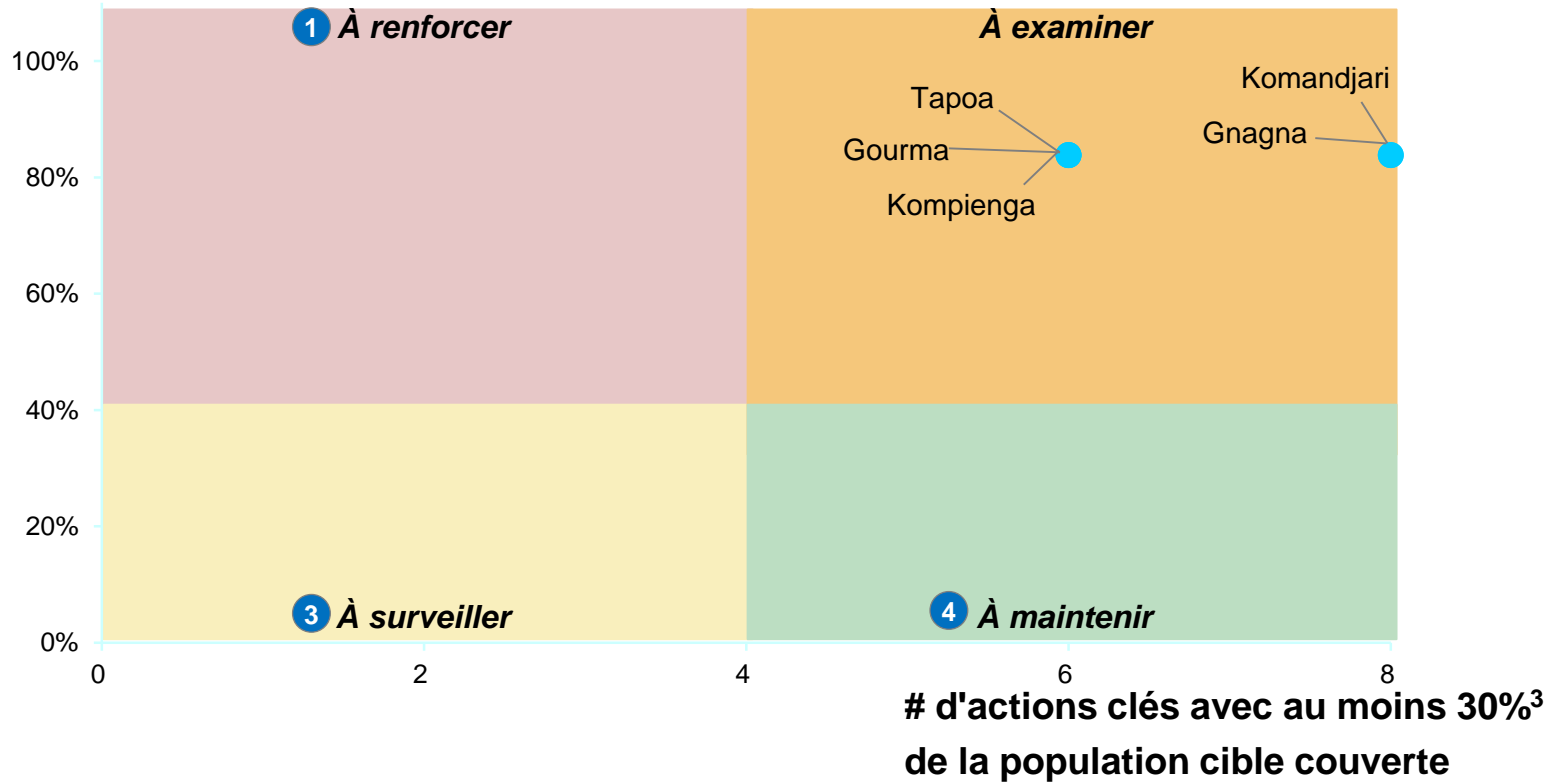 1 À renforcer
À examiner
100%
Komandjari
Tapoa
Gnagna
Gourma
80%
Kompienga
60%
40%
20%
3 À surveiller
4 À maintenir
0%
0 2 4 6 8
# d'actions clés avec au moins 30%³
de la population cible couverte